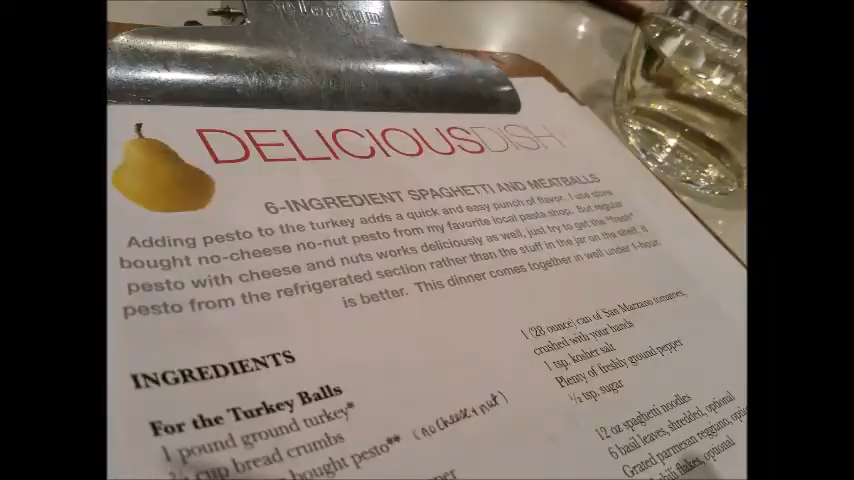 DELICIOUSDISH
6-INGREDIENT SPAGHETTI AND MEATBALLS
Adding pesto to the turkey adds a quick and easy punch of flavor. I use store
bought no-cheese no-nut pesto from my favorite local pasta shop. But regular
pesto with cheese and nuts works deliciously as well, just try to get the "fresh"
pesto from the refrigerated section rather than the stuff in the jar on the shelf, it
is better. This dinner comes together in well under 1-hour.
INGREDIENTS
For the Turkey Balls
1 pound ground turkey*
cup bread crumbs
bought pesto** (no cheese + nut)
1 (28 ounce) can of San Marzano tomatoes,
crushed with your hands
1 tsp. kosher salt
Plenty of freshly ground pepper
½ tsp. sugar
12 oz spaghetti noodles
6 basil leaves, shredded, optional
Grated parmesan reggiano,
flakes, optional